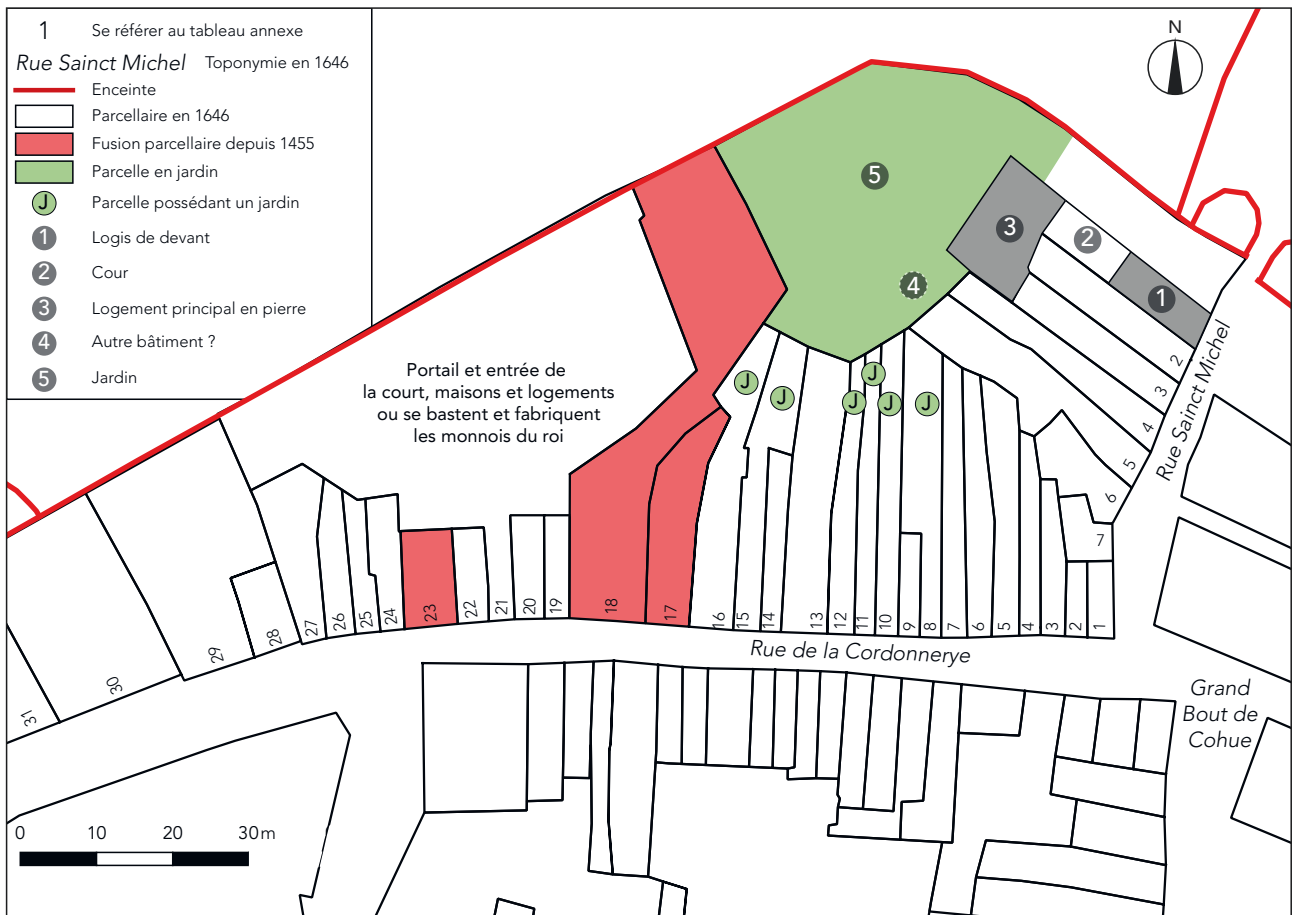 1 Se référer au tableau annexe
Rue Sainct Michel Toponymie en 1646
Enceinte
Parcellaire en 1646
Fusion parcellaire depuis 1455
Parcelle en jardin
J Parcelle possédant un jardin
1 Logis de devant
2 Cour
3 Logement principal en pierre
4 Autre bâtiment ?
5 Jardin
N
5
3
2
4
1
Portail et entrée de
la court, maisons et logements
ou se bastent et fabriquent
les monnois du roi
J
J
J
J
J
J
2
3
4
5
6
7
Rue Sainct Michel
31
30
29
28
27
26
25
24
23
22
21
20
19
18
17
16
15
14
13
12
11
10
9
8
7
6
5
4
3
2
1
Rue de la Cordonnerye
Grand
Bout de
Cohue
0 10 20 30 m